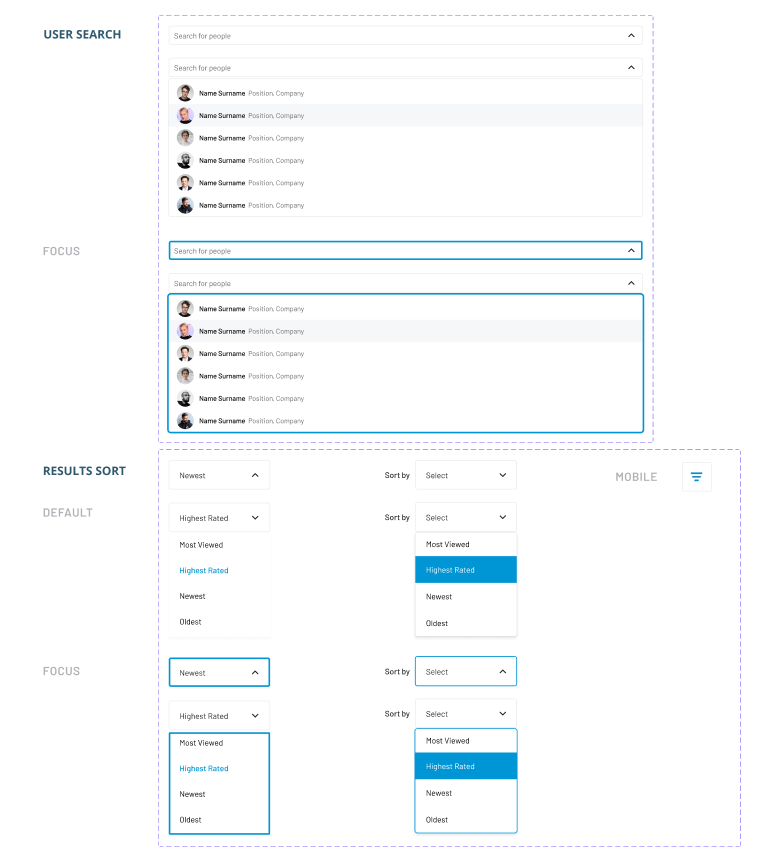 USER SEARCH
Search for people
Search for people
Name Surname Position, Company
Name Surname Position, Company
Name Surname Position, Company
Name Surname Position, Company
Name Surname Position, Company
Name Surname Position, Company
FOCUS
Search for people
Search for people
Name Surname Position, Company
Name Surname Position, Company
Name Surname Position, Company
Name Surname Position, Company
Name Surname Position, Company
Name Surname Position, Company
RESULTS SORT
Newest
Sort by Select
MOBILE
DEFAULT
Highest Rated
Sort by Select
Most Viewed
Most Viewed
Highest Rated
Highest Rated
Newest
Newest
Oldest
Oldest
FOCUS
Newest
Sort by Select
Highest Rated
Sort by Select
Most Viewed
Most Viewed
Highest Rated
Highest Rated
Newest
Newest
Oldest
Oldest